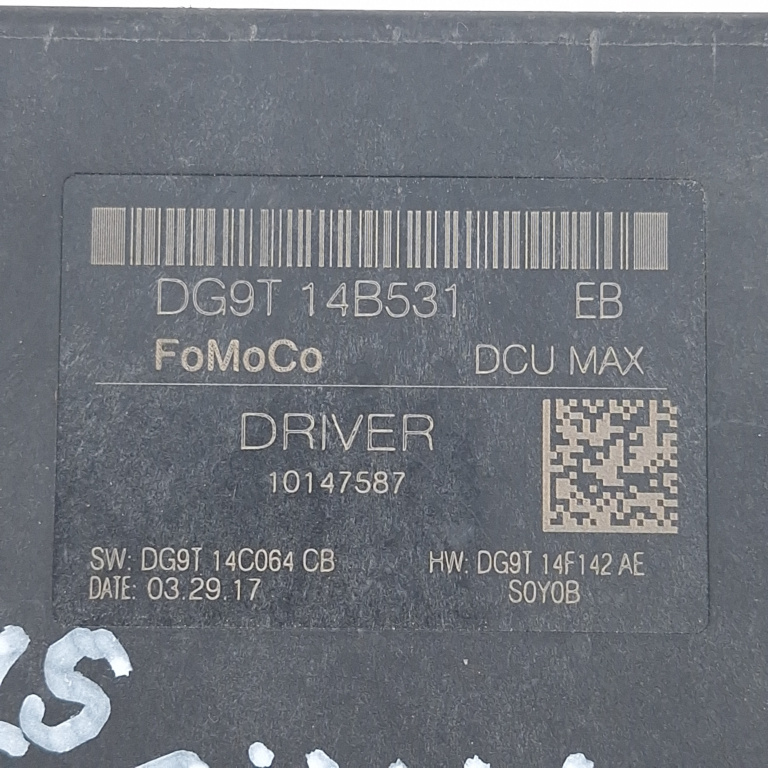 DG9T 14B531 EB
FoMoCo DCU MAX
DRIVER
10147587
SW: DG9T 14C064 CB HW: DG9T 14F142 AE
DATE: 03.29.17 S0Y0B